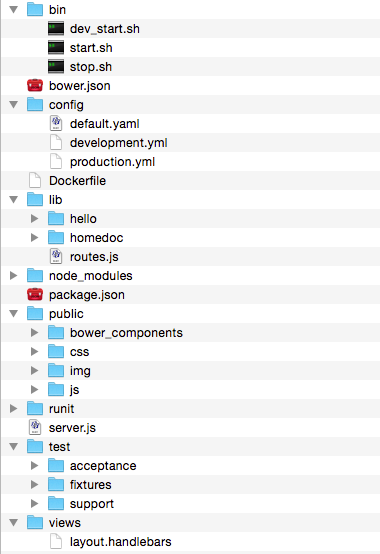 bin
dev_start.sh
start.sh
stop.sh
bower.json
config
default.yaml
development.yml
production.yml
Dockerfile
lib
hello
homedoc
routes.js
node_modules
package.json
public
bower_components
css
img
js
runit
server.js
test
acceptance
fixtures
support
views
layout.handlebars